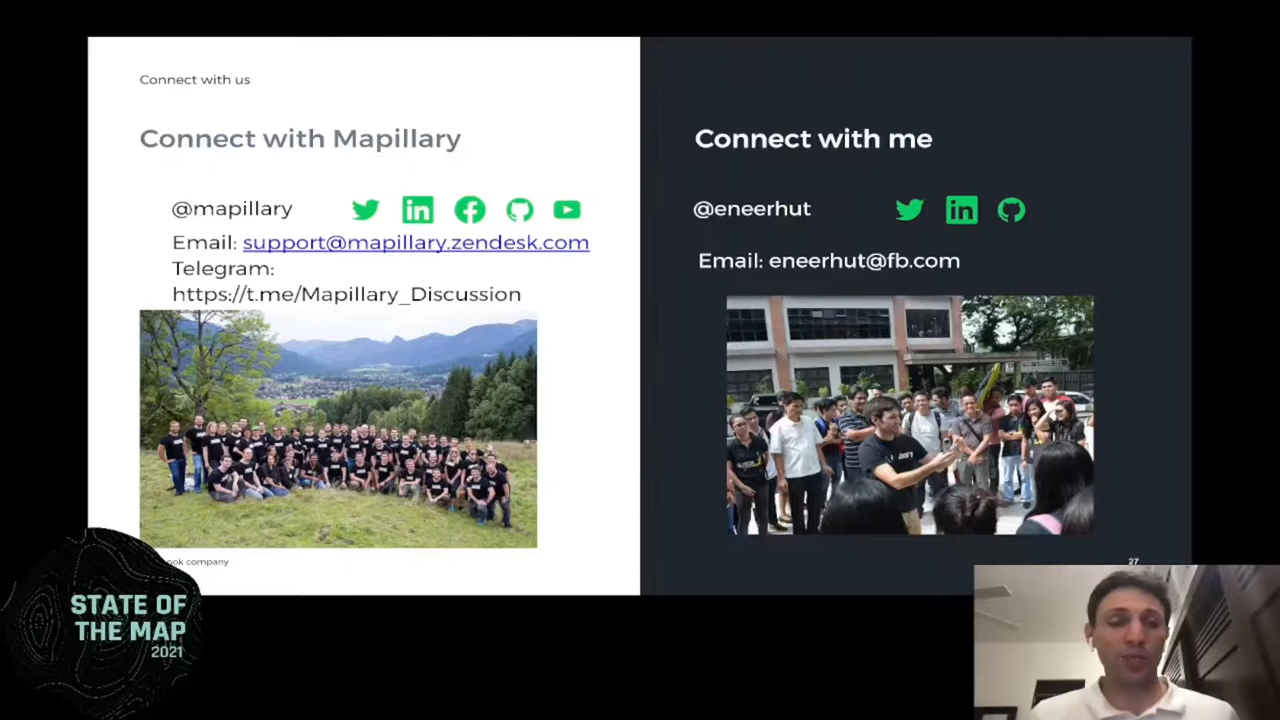 Connect with us
Connect with Mapillary
@mapillary
Email: support@mapillary.zendesk.com
Telegram:
https://t.me/Mapillary_Discussion
company
Connect with me
@eneerhut
Email: eneerhut@fb.com
27
STATE OF
THE MAP
2021